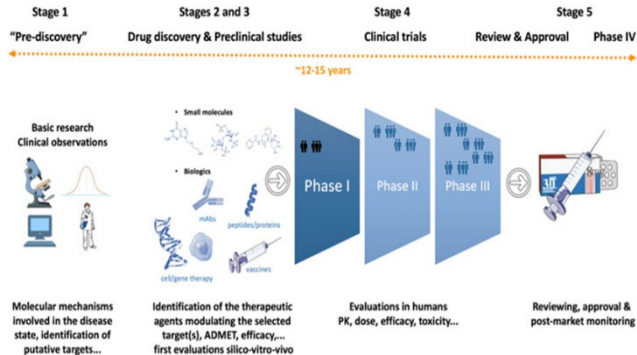 Stage 1
Stages 2 and 3
Stage 4
Stage 5
“Pre-discovery”
Drug discovery & Preclinical studies
Clinical trials
Review & Approval
Phase IV
~12-15 years
Basic research
Clinical observations
• Small molecules
• Biologics
mAbs
peptides/proteins
cell/gene therapy
vaccines
Phase I
Phase II
Phase III
Molecular mechanisms
involved in the disease
state, identification of
putative targets...
Identification of the therapeutic
agents modulating the selected
target(s), ADMET, efficacy,...
first evaluations silico-vitro-vivo
Evaluations in humans
PK, dose, efficacy, toxicity...
Reviewing, approval &
post-market monitoring